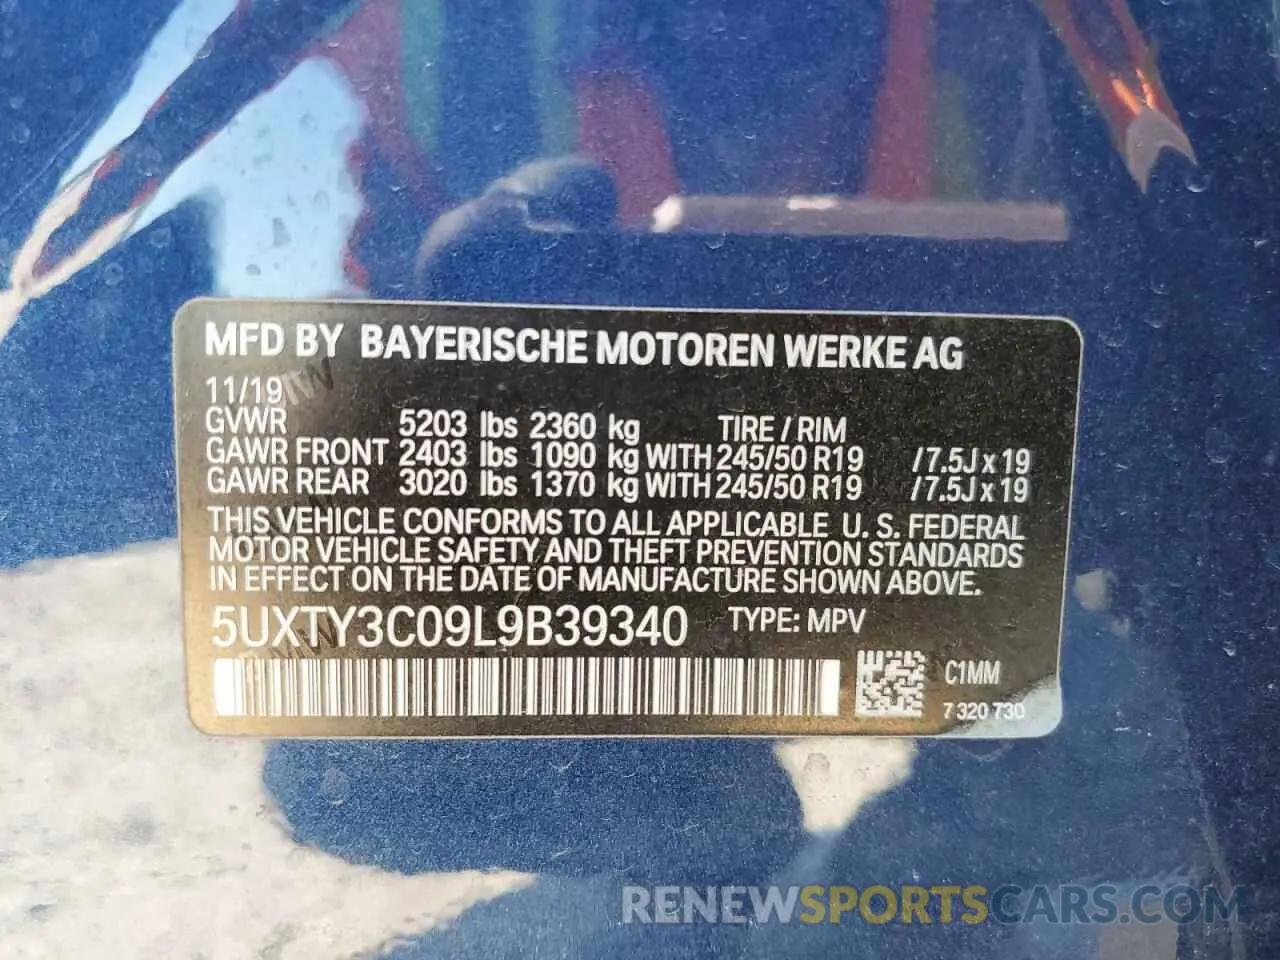 MFD BY BAYERISCHE MOTOREN WERKE AG
11/19
GVWR 5203 lbs 2360 kg TIRE / RIM
GAWR FRONT 2403 lbs 1090 kg WITH 245/50 R19 /7.5J x 19
GAWR REAR 3020 lbs 1370 kg WITH 245/50 R19 /7.5J x 19
THIS VEHICLE CONFORMS TO ALL APPLICABLE U. S. FEDERAL
MOTOR VEHICLE SAFETY AND THEFT PREVENTION STANDARDS
IN EFFECT ON THE DATE OF MANUFACTURE SHOWN ABOVE.
5UXTY3C09L9B39340 TYPE: MPV
C1MM
7 320 730
RENEWSPORTSCARS.COM